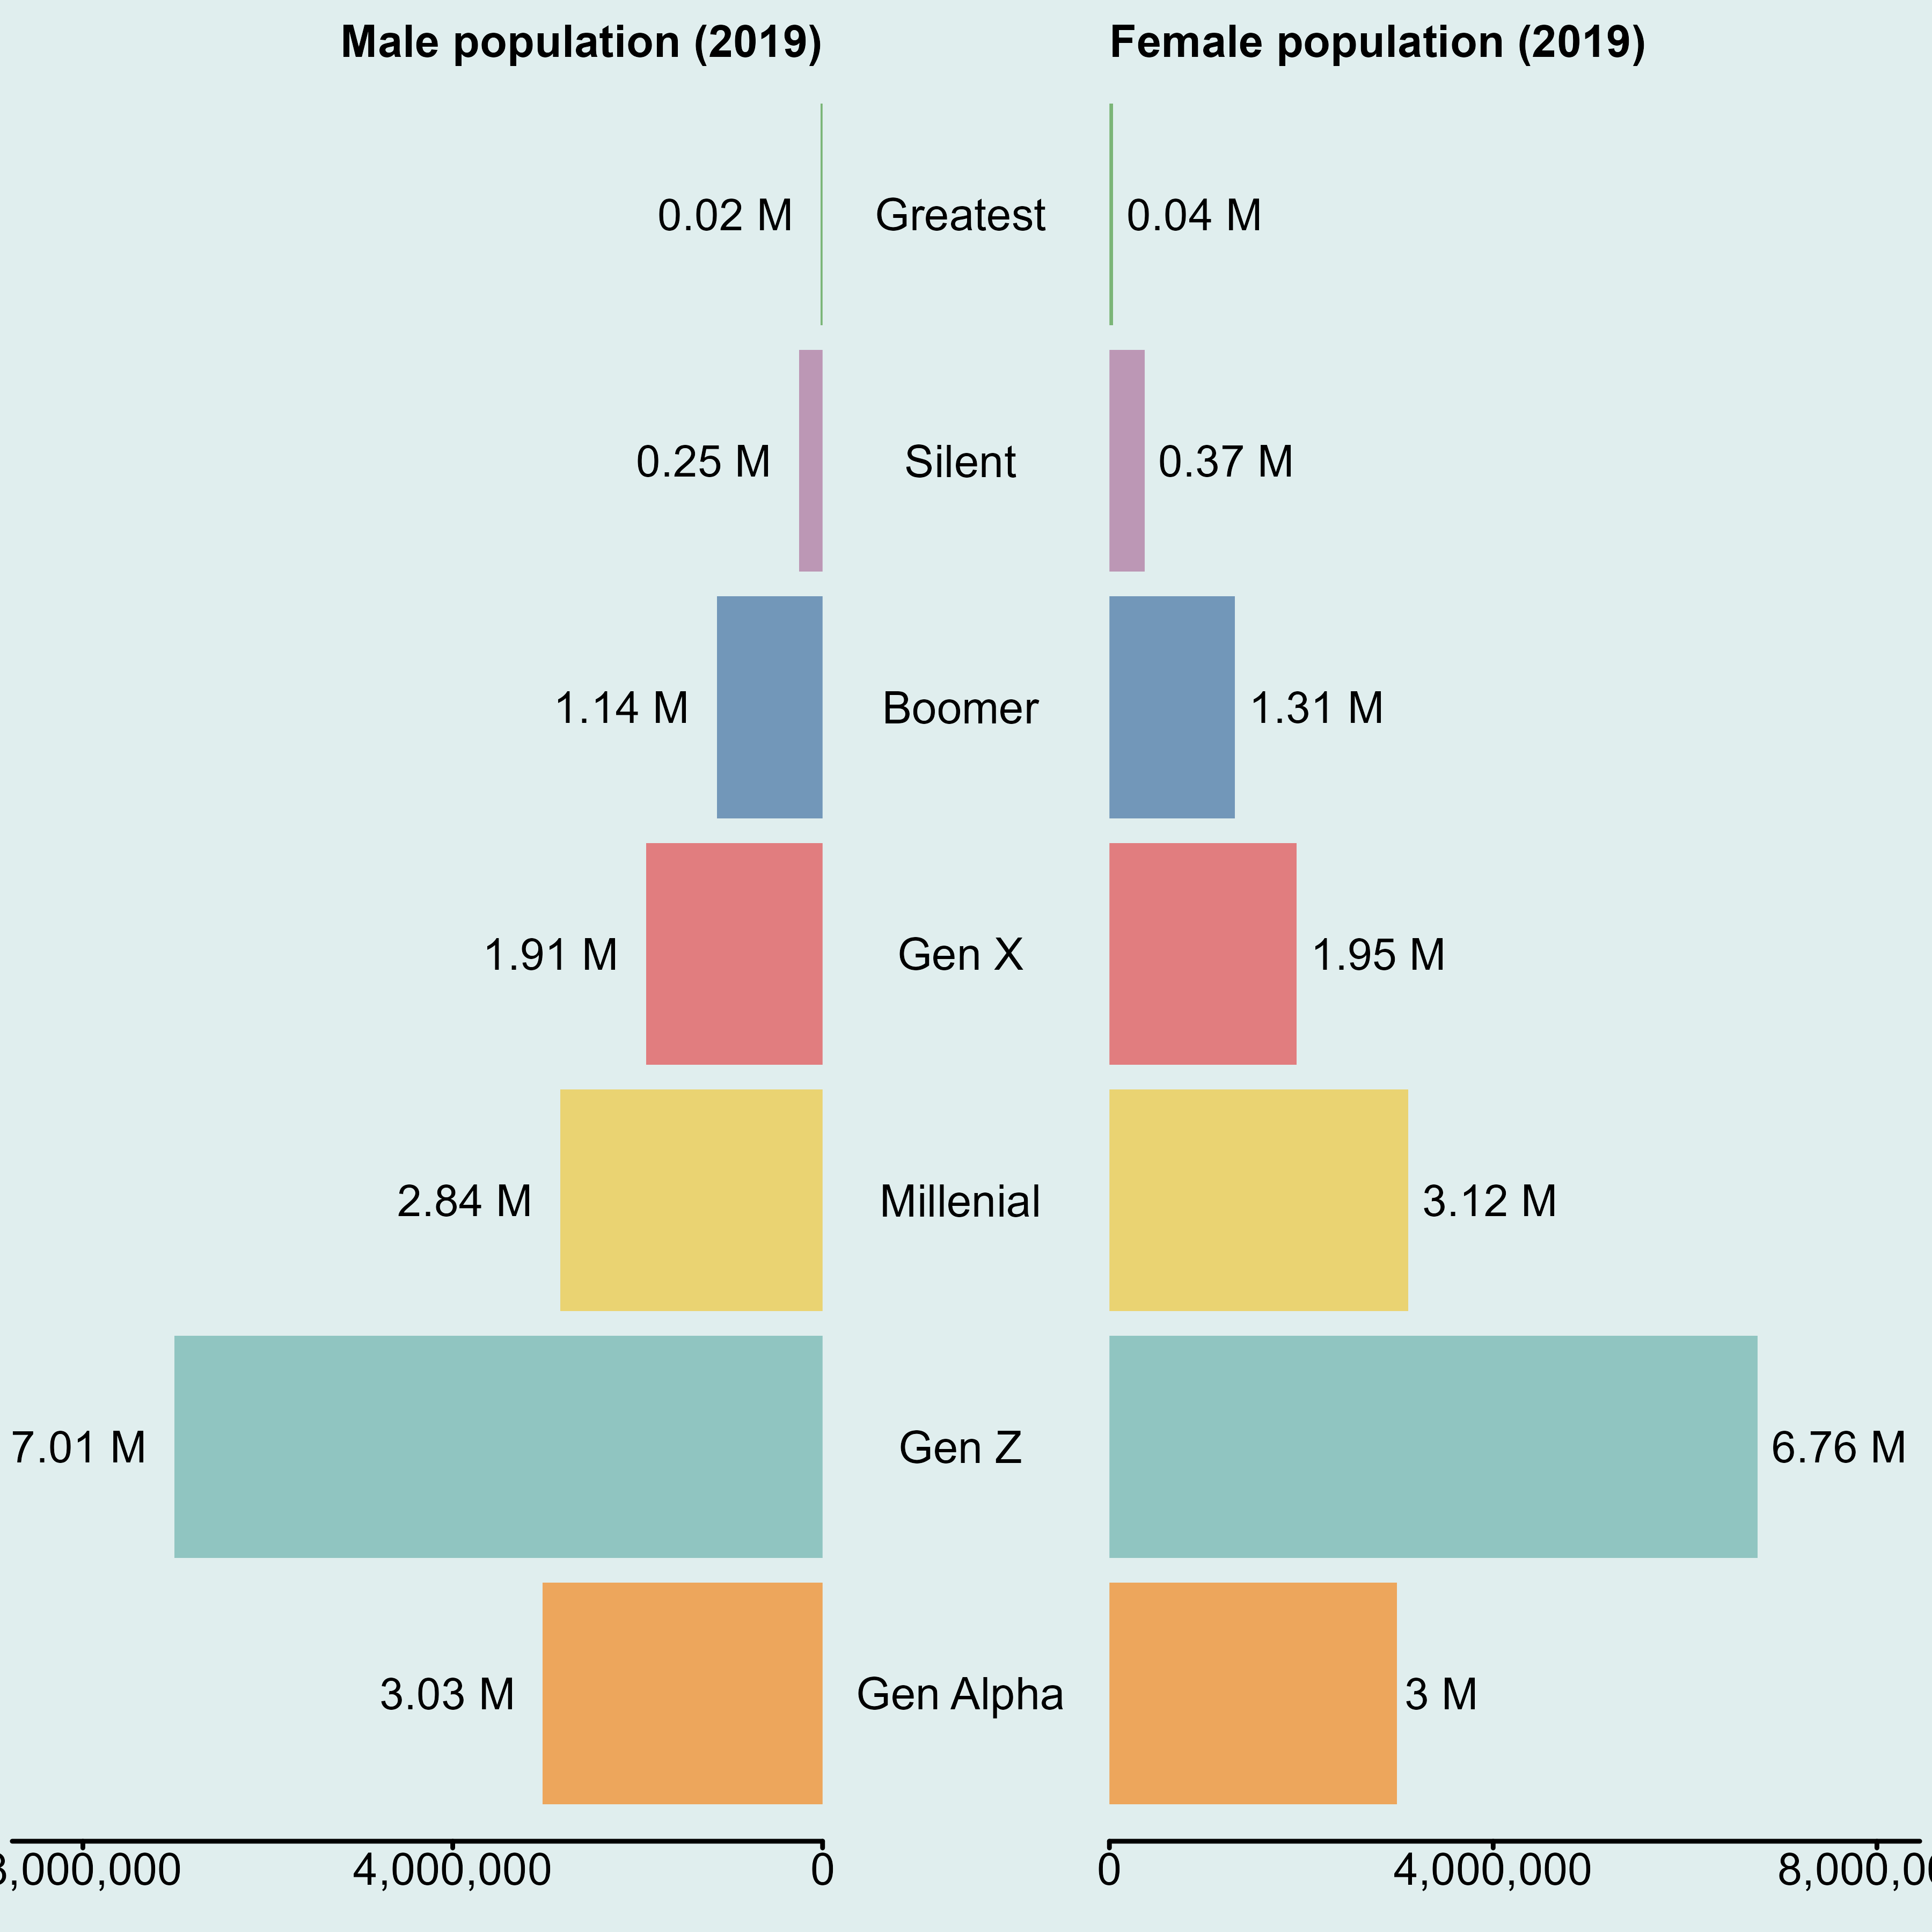 Male population (2019) Female population (2019)
0.02 M Greatest 0.04 M
0.25 M Silent 0.37 M
1.14 M Boomer 1.31 M
1.91 M Gen X 1.95 M
2.84 M Millenial 3.12 M
7.01 M Gen Z 6.76 M
3.03 M Gen Alpha 3 M
4,000,000 0 0 4,000,000